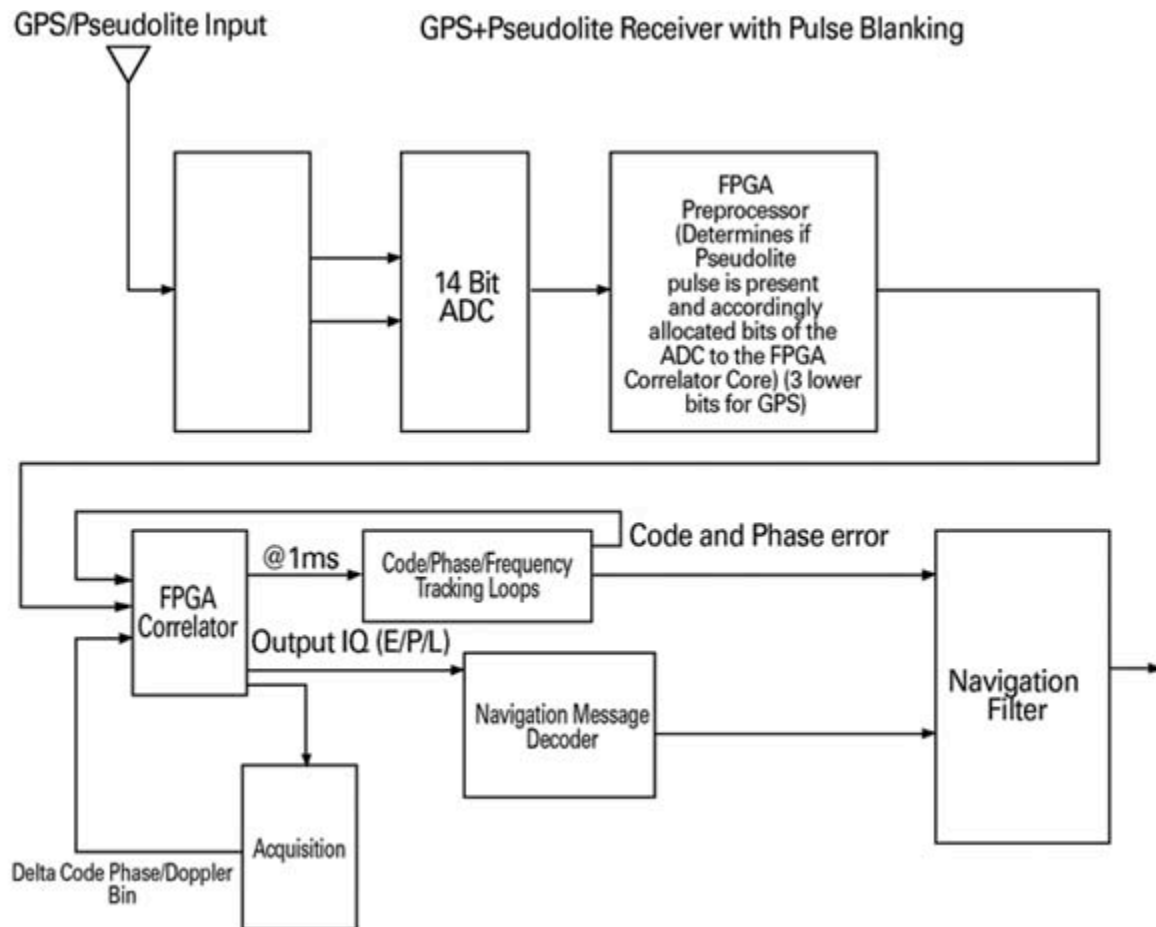 GPS/Pseudolite Input
GPS+Pseudolite Receiver with Pulse Blanking
14 Bit
ADC
FPGA
Preprocessor
(Determines if
Pseudolite
pulse is present
and accordingly
allocated bits of the
ADC to the FPGA
Correlator Core) (3 lower
bits for GPS)
FPGA
Correlator
@1ms
Code/Phase/Frequency
Tracking Loops
Code and Phase error
Output IQ (E/P/L)
Navigation Message
Decoder
Navigation
Filter
Acquisition
Delta Code Phase/Doppler
Bin